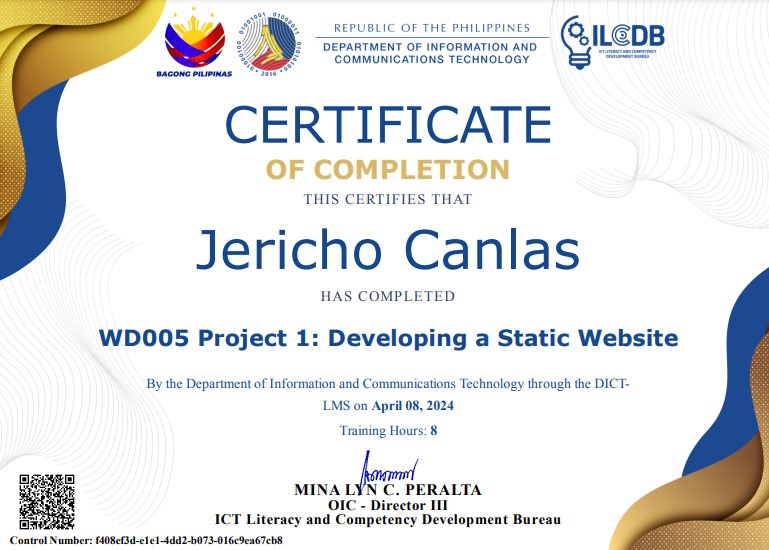 BAGONG PILIPINAS
2016
REPUBLIC OF THE PHILIPPINES
DEPARTMENT OF INFORMATION AND
COMMUNICATIONS TECHNOLOGY
ILCDB
ICT LITERACY AND COMPETENCY
DEVELOPMENT BUREAU
CERTIFICATE
OF COMPLETION
THIS CERTIFIES THAT
Jericho Canlas
HAS COMPLETED
WD005 Project 1: Developing a Static Website
By the Department of Information and Communications Technology through the DICT-
LMS on April 08, 2024
Training Hours: 8
MINA LYN C. PERALTA
OIC - Director III
ICT Literacy and Competency Development Bureau
Control Number: f408ef3d-e1e1-4dd2-b073-016c9ea67cb8